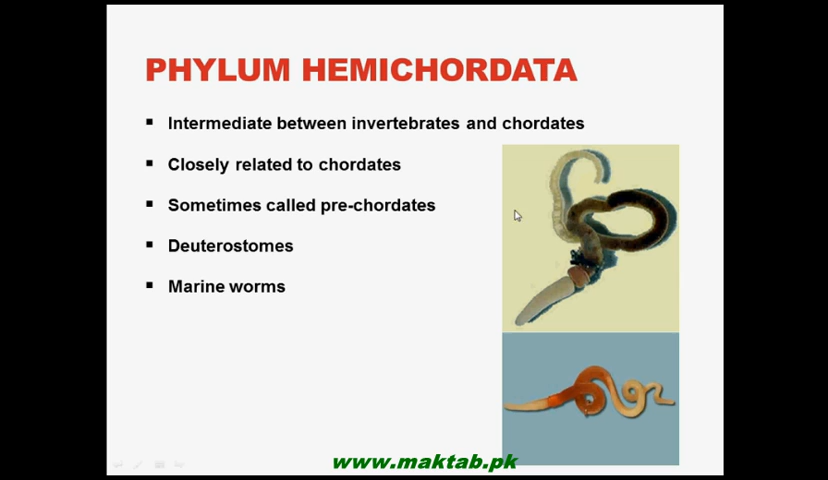 PHYLUM HEMICHORDATA
Intermediate between invertebrates and chordates
Closely related to chordates
Sometimes called pre-chordates
Deuterostomes
Marine worms
www.maktab.pk